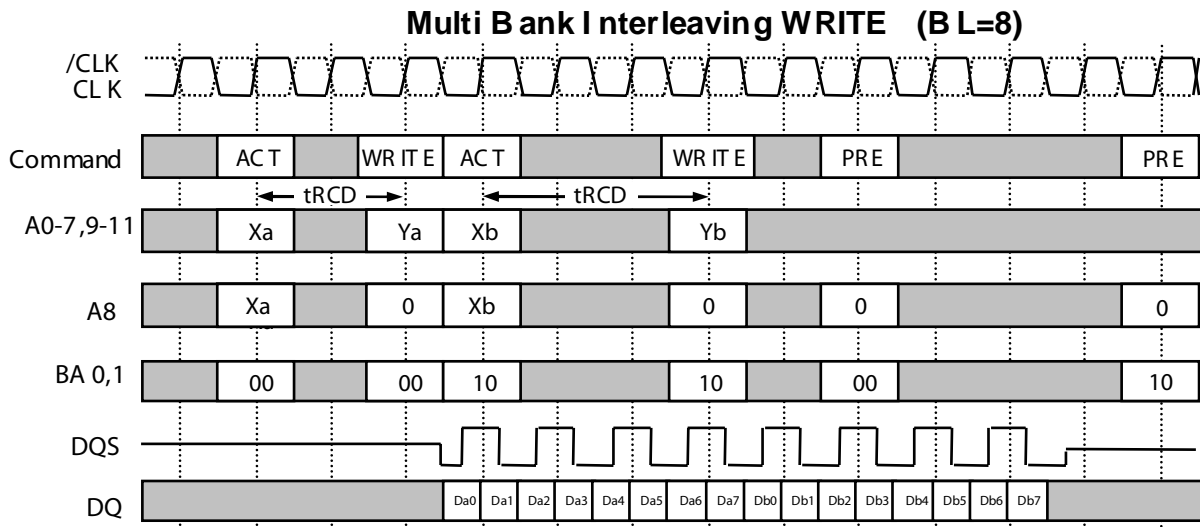 Multi Bank Interleaving WRITE (BL=8)
/CLK
CLK
Command ACT WRITE ACT WRITE PRE PRE
tRCD tRCD
A0-7,9-11 Xa Ya Xb Yb
A8 Xa 0 Xb 0 0 0
BA 0,1 00 00 10 10 00 10
DQS
DQ Da0 Da1 Da2 Da3 Da4 Da5 Da6 Da7 Db0 Db1 Db2 Db3 Db4 Db5 Db6 Db7